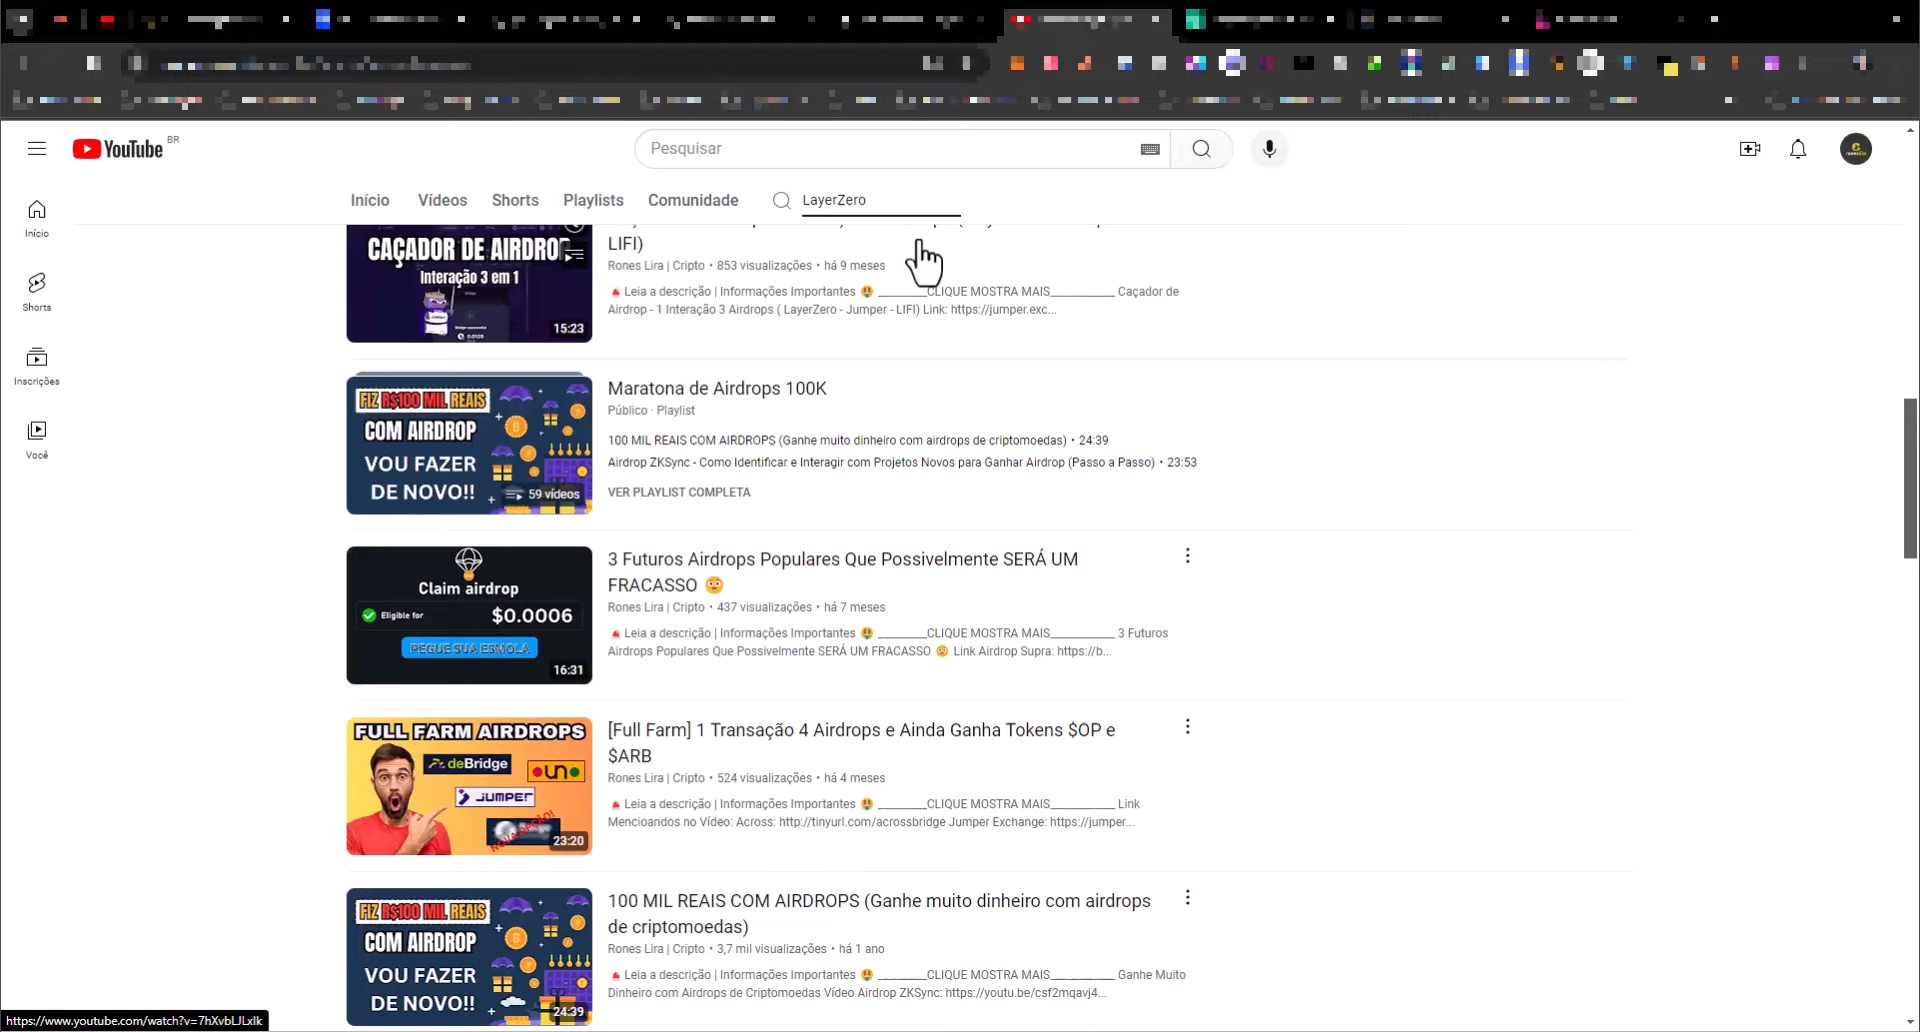 YouTube BR
Pesquisar
Início Vídeos Shorts Playlists Comunidade LayerZero
Início
Shorts
Inscrições
Você
CAÇADOR DE AIRDROP
Interação 3 em 1
15:23
LIFI)
Rones Lira | Cripto • 853 visualizações • há 9 meses
Leia a descrição | Informações Importantes 🤑 _________CLIQUE MOSTRA MAIS____________ Caçador de
Airdrop - 1 Interação 3 Airdrops ( LayerZero - Jumper - LIFI) Link: https://jumper.exc...
FIZ R$100 MIL REAIS
COM AIRDROP
VOU FAZER
DE NOVO!!
59 vídeos
Maratona de Airdrops 100K
Público · Playlist
100 MIL REAIS COM AIRDROPS (Ganhe muito dinheiro com airdrops de criptomoedas) • 24:39
Airdrop ZKSync - Como Identificar e Interagir com Projetos Novos para Ganhar Airdrop (Passo a Passo) • 23:53
VER PLAYLIST COMPLETA
Claim airdrop
Eligible for $0.0006
PEGUE SUA ESMOLA
16:31
3 Futuros Airdrops Populares Que Possivelmente SERÁ UM
FRACASSO 😳
Rones Lira | Cripto • 437 visualizações • há 7 meses
Leia a descrição | Informações Importantes 🤑 _________CLIQUE MOSTRA MAIS____________ 3 Futuros
Airdrops Populares Que Possivelmente SERÁ UM FRACASSO 😳 Link Airdrop Supra: https://b...
FULL FARM AIRDROPS
deBridge
JUMPER
23:20
[Full Farm] 1 Transação 4 Airdrops e Ainda Ganha Tokens $OP e
$ARB
Rones Lira | Cripto • 524 visualizações • há 4 meses
Leia a descrição | Informações Importantes 🤑 _________CLIQUE MOSTRA MAIS____________ Link
Mencioandos no Vídeo: Across: http://tinyurl.com/acrossbridge Jumper Exchange: https://jumper...
FIZ R$100 MIL REAIS
COM AIRDROP
VOU FAZER
DE NOVO!!
24:39
100 MIL REAIS COM AIRDROPS (Ganhe muito dinheiro com airdrops
de criptomoedas)
Rones Lira | Cripto • 3,7 mil visualizações • há 1 ano
Leia a descrição | Informações Importantes 🤑 _________CLIQUE MOSTRA MAIS____________ Ganhe Muito
Dinheiro com Airdrops de Criptomoedas Vídeo Airdrop ZKSync: https://youtu.be/csf2mqavj4...
https://www.youtube.com/watch?v=7hXvbLJLxIk